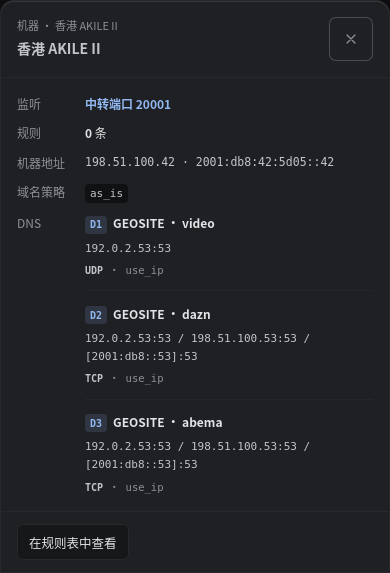 机器 · 香港 AKILE II
香港 AKILE II
×
监听 中转端口 20001
规则 0 条
机器地址 198.51.100.42 · 2001:db8:42:5d05::42
域名策略 as_is
DNS D1 GEOSITE · video
192.0.2.53:53
UDP · use_ip
D2 GEOSITE · dazn
192.0.2.53:53 / 198.51.100.53:53 /
[2001:db8::53]:53
TCP · use_ip
D3 GEOSITE · abema
192.0.2.53:53 / 198.51.100.53:53 /
[2001:db8::53]:53
TCP · use_ip
在规则表中查看